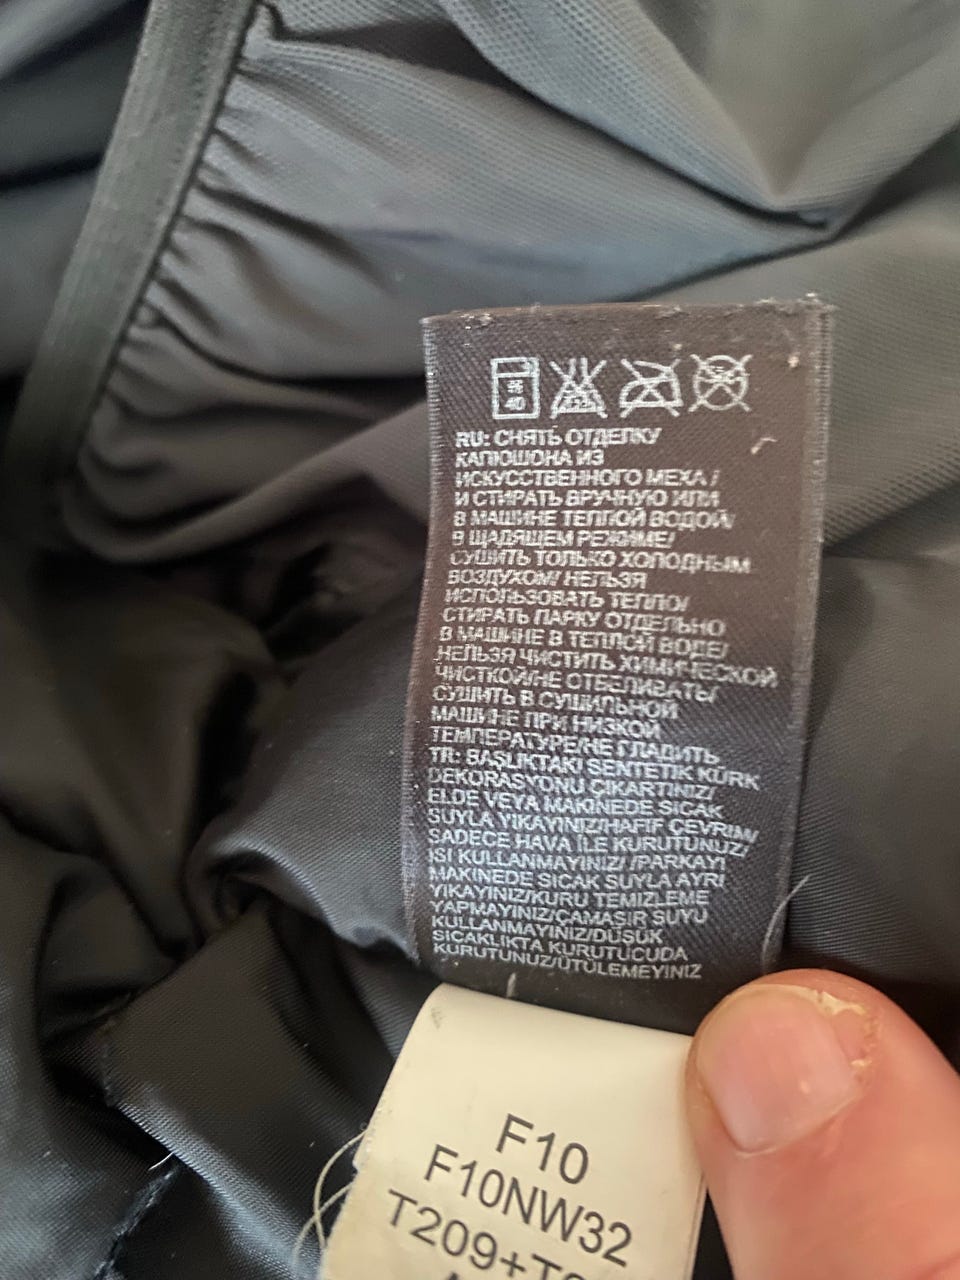 40
RU: СНЯТЬ ОТДЕЛКУ
КАПЮШОНА ИЗ
ИСКУССТВЕННОГО МЕХА /
И СТИРАТЬ ВРУЧНУЮ ИЛИ
В МАШИНЕ ТЕПЛОЙ ВОДОЙ/
В ЩАДЯЩЕМ РЕЖИМЕ/
СУШИТЬ ТОЛЬКО ХОЛОДНЫМ
ВОЗДУХОМ/ НЕЛЬЗЯ
ИСПОЛЬЗОВАТЬ ТЕПЛО/
СТИРАТЬ ПАРКУ ОТДЕЛЬНО
В МАШИНЕ В ТЕПЛОЙ ВОДЕ/
НЕЛЬЗЯ ЧИСТИТЬ ХИМИЧЕСКОЙ
ЧИСТКОЙ/НЕ ОТБЕЛИВАТЬ/
СУШИТЬ В СУШИЛЬНОЙ
МАШИНЕ ПРИ НИЗКОЙ
ТЕМПЕРАТУРЕ/НЕ ГЛАДИТЬ
TR: BAŞLIKTAKİ SENTETİK KÜRK
DEKORASYONU ÇIKARTINIZ/
ELDE VEYA MAKİNEDE SICAK
SUYLA YIKAYINIZ/HAFİF ÇEVRİM/
SADECE HAVA İLE KURUTUNUZ/
ISI KULLANMAYINIZ/ /PARKAYI
MAKİNEDE SICAK SUYLA AYRI
YIKAYINIZ/KURU TEMİZLEME
YAPMAYINIZ/ÇAMAŞIR SUYU
KULLANMAYINIZ/DÜŞÜK
SICAKLIKTA KURUTUCUDA
KURUTUNUZ/ÜTÜLEMEYİNİZ
F10
F10NW32
T209+T